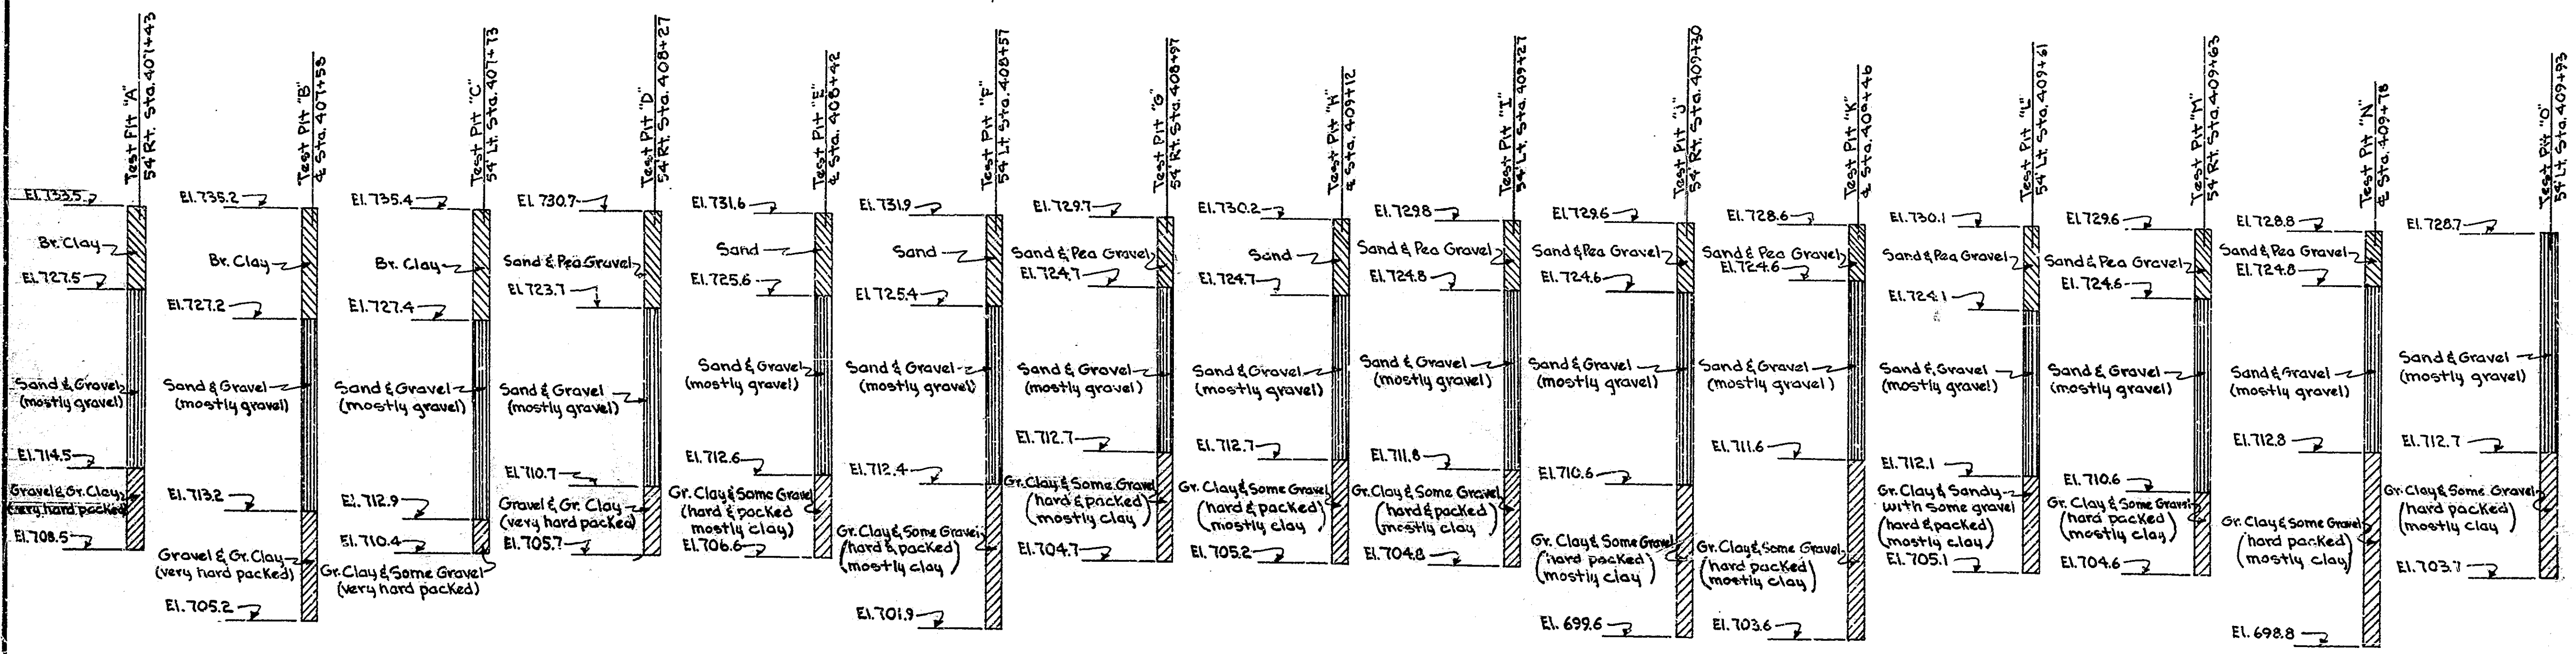 Test Pit "A"
54' Rt. Sta. 407+43
El. 733.5
Br. Clay
El. 727.5
Sand & Gravel
(mostly gravel)
El. 714.5
Gravel & Gr. Clay
(very hard packed)
El. 708.5
Test Pit "B"
℄ Sta. 407+58
El. 735.2
Br. Clay
El. 727.2
Sand & Gravel
(mostly gravel)
El. 713.2
Gravel & Gr. Clay
(very hard packed)
El. 705.2
Test Pit "C"
54' Lt. Sta. 407+73
El. 735.4
Br. Clay
El. 727.4
Sand & Gravel
(mostly gravel)
El. 712.9
El. 710.4
Gr. Clay & Some Gravel
(very hard packed)
Test Pit "D"
54' Rt. Sta. 408+27
El. 730.7
Sand & Pea Gravel
El. 723.7
Sand & Gravel
(mostly gravel)
El. 710.7
Gravel & Gr. Clay
(very hard packed)
El. 705.7
Test Pit "E"
℄ Sta. 408+42
El. 731.6
Sand
El. 725.6
Sand & Gravel
(mostly gravel)
El. 712.6
Gr. Clay & Some Gravel
(hard & packed
mostly clay)
El. 706.6
Test Pit "F"
54' Lt. Sta. 408+57
El. 731.9
Sand
El. 725.4
Sand & Gravel
(mostly gravel)
El. 712.4
Gr. Clay & Some Gravel
(hard & packed)
(mostly clay)
El. 701.9
Test Pit "G"
54' Rt. Sta. 408+97
El. 729.7
Sand & Pea Gravel
El. 724.7
Sand & Gravel
(mostly gravel)
El. 712.7
Gr. Clay & Some Gravel
(hard & packed)
(mostly clay)
El. 704.7
Test Pit "H"
℄ Sta. 409+12
El. 730.2
Sand
El. 724.7
Sand & Gravel
(mostly gravel)
El. 712.7
Gr. Clay & Some Gravel
(hard & packed)
(mostly clay)
El. 705.2
Test Pit "I"
54' Lt. Sta. 409+27
El. 729.8
Sand & Pea Gravel
El. 724.8
Sand & Gravel
(mostly gravel)
El. 711.8
Gr. Clay & Some Gravel
(hard & packed)
(mostly clay)
El. 704.8
Test Pit "J"
54' Rt. Sta. 409+30
El. 729.6
Sand & Pea Gravel
El. 724.6
Sand & Gravel
(mostly gravel)
El. 710.6
Gr. Clay & Some Gravel
(hard packed)
(mostly clay)
El. 699.6
Test Pit "K"
℄ Sta. 409+46
El. 728.6
Sand & Pea Gravel
El. 724.6
Sand & Gravel
(mostly gravel)
El. 711.6
Gr. Clay & Some Gravel
(hard packed)
(mostly clay)
El. 703.6
Test Pit "L"
54' Lt. Sta. 409+61
El. 730.1
Sand & Pea Gravel
El. 724.1
Sand & Gravel
(mostly gravel)
El. 712.1
Gr. Clay & Sandy
with some gravel
(hard & packed)
(mostly clay)
El. 705.1
Test Pit "M"
54' Rt. Sta. 409+63
El. 729.6
Sand & Pea Gravel
El. 724.6
Sand & Gravel
(mostly gravel)
El. 710.6
Gr. Clay & Some Gravel
(hard packed)
(mostly clay)
El. 704.6
Test Pit "N"
℄ Sta. 409+78
El. 728.8
Sand & Pea Gravel
El. 724.8
Sand & Gravel
(mostly gravel)
El. 712.8
Gr. Clay & Some Gravel
(hard packed)
(mostly clay)
El. 698.8
Test Pit "O"
54' Lt. Sta. 409+93
El. 728.7
Sand & Gravel
(mostly gravel)
El. 712.7
Gr. Clay & Some Gravel
(hard packed)
(mostly clay)
El. 703.7